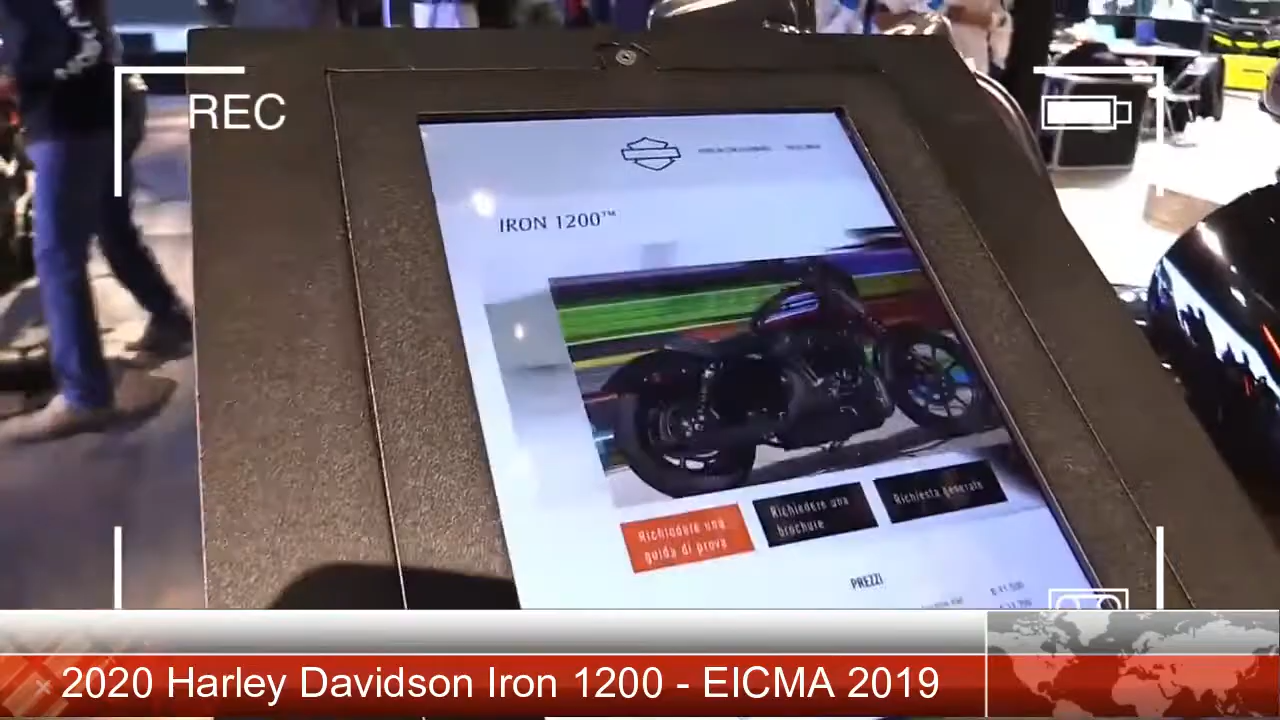 REC
IRON 1200™
Richiedere una
guida di prova
Richiedere una
brochure
Richiesta generale
PREZZI
2020 Harley Davidson Iron 1200 - EICMA 2019